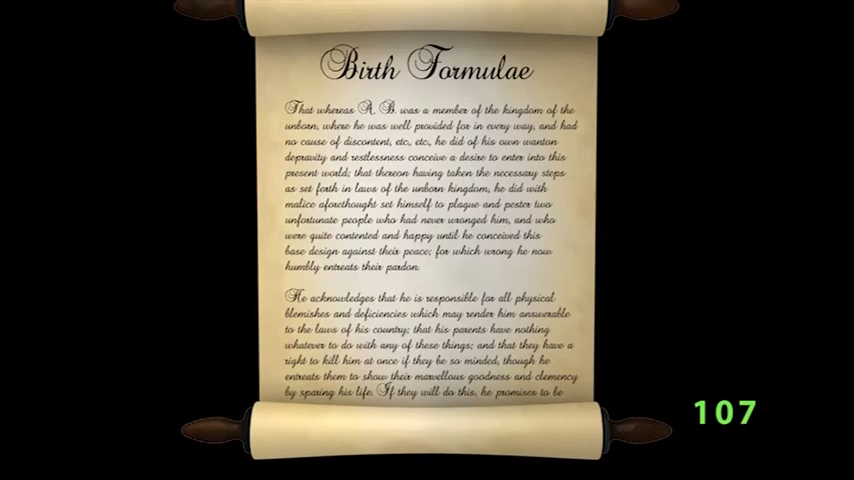 Birth Formulae
That whereas A. B. was a member of the kingdom of the
unborn, where he was well provided for in every way, and had
no cause of discontent, etc., etc., he did of his own wanton
depravity and restlessness conceive a desire to enter into this
present world; that thereon having taken the necessary steps
as set forth in laws of the unborn kingdom, he did with
malice aforethought set himself to plague and pester two
unfortunate people who had never wronged him, and who
were quite contented and happy until he conceived this
base design against their peace; for which wrong he now
humbly entreats their pardon.
He acknowledges that he is responsible for all physical
blemishes and deficiencies which may render him answerable
to the laws of his country; that his parents have nothing
whatever to do with any of these things; and that they have a
right to kill him at once if they be so minded, though he
entreats them to show their marvellous goodness and clemency
by sparing his life. If they will do this, he promises to be
107